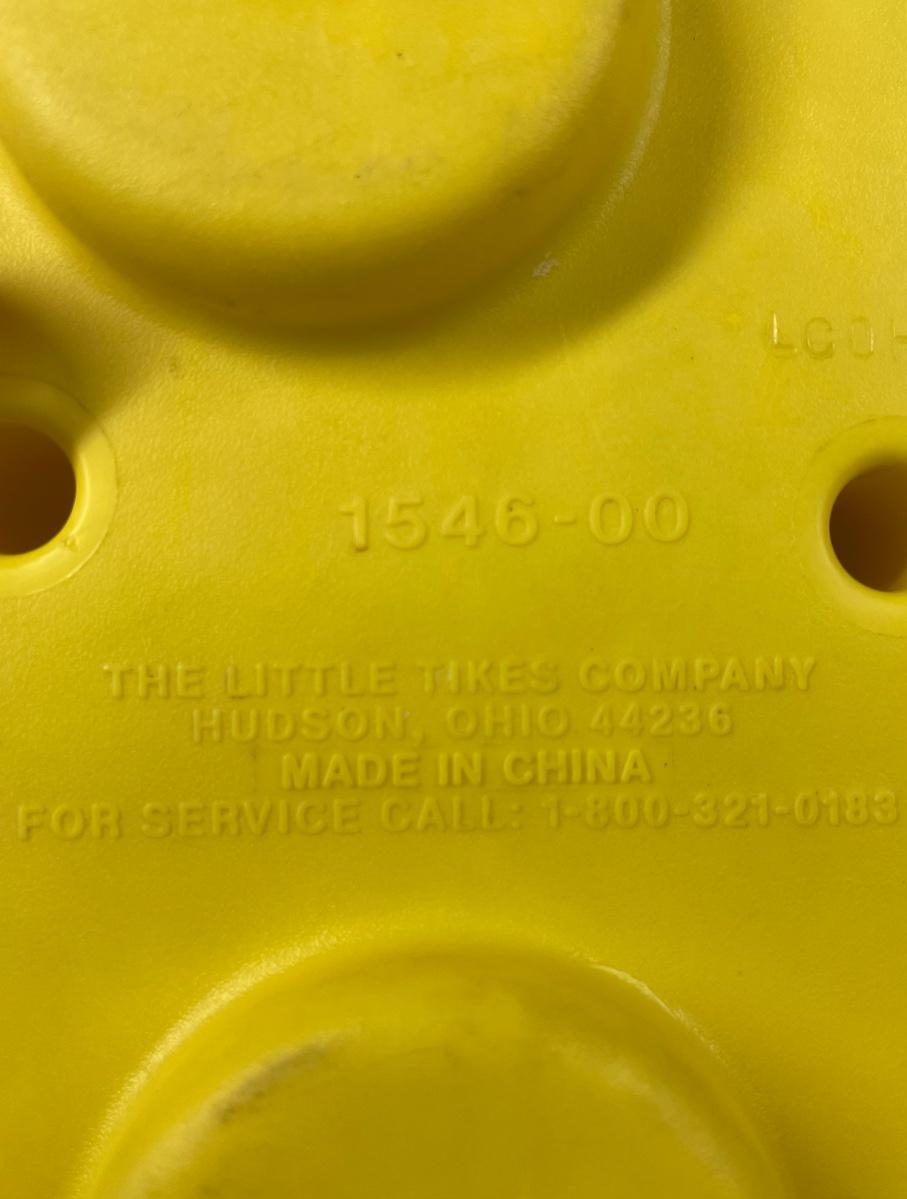 LG0H
1546-00
THE LITTLE TIKES COMPANY
HUDSON, OHIO 44236
MADE IN CHINA
FOR SERVICE CALL: 1-800-321-0183